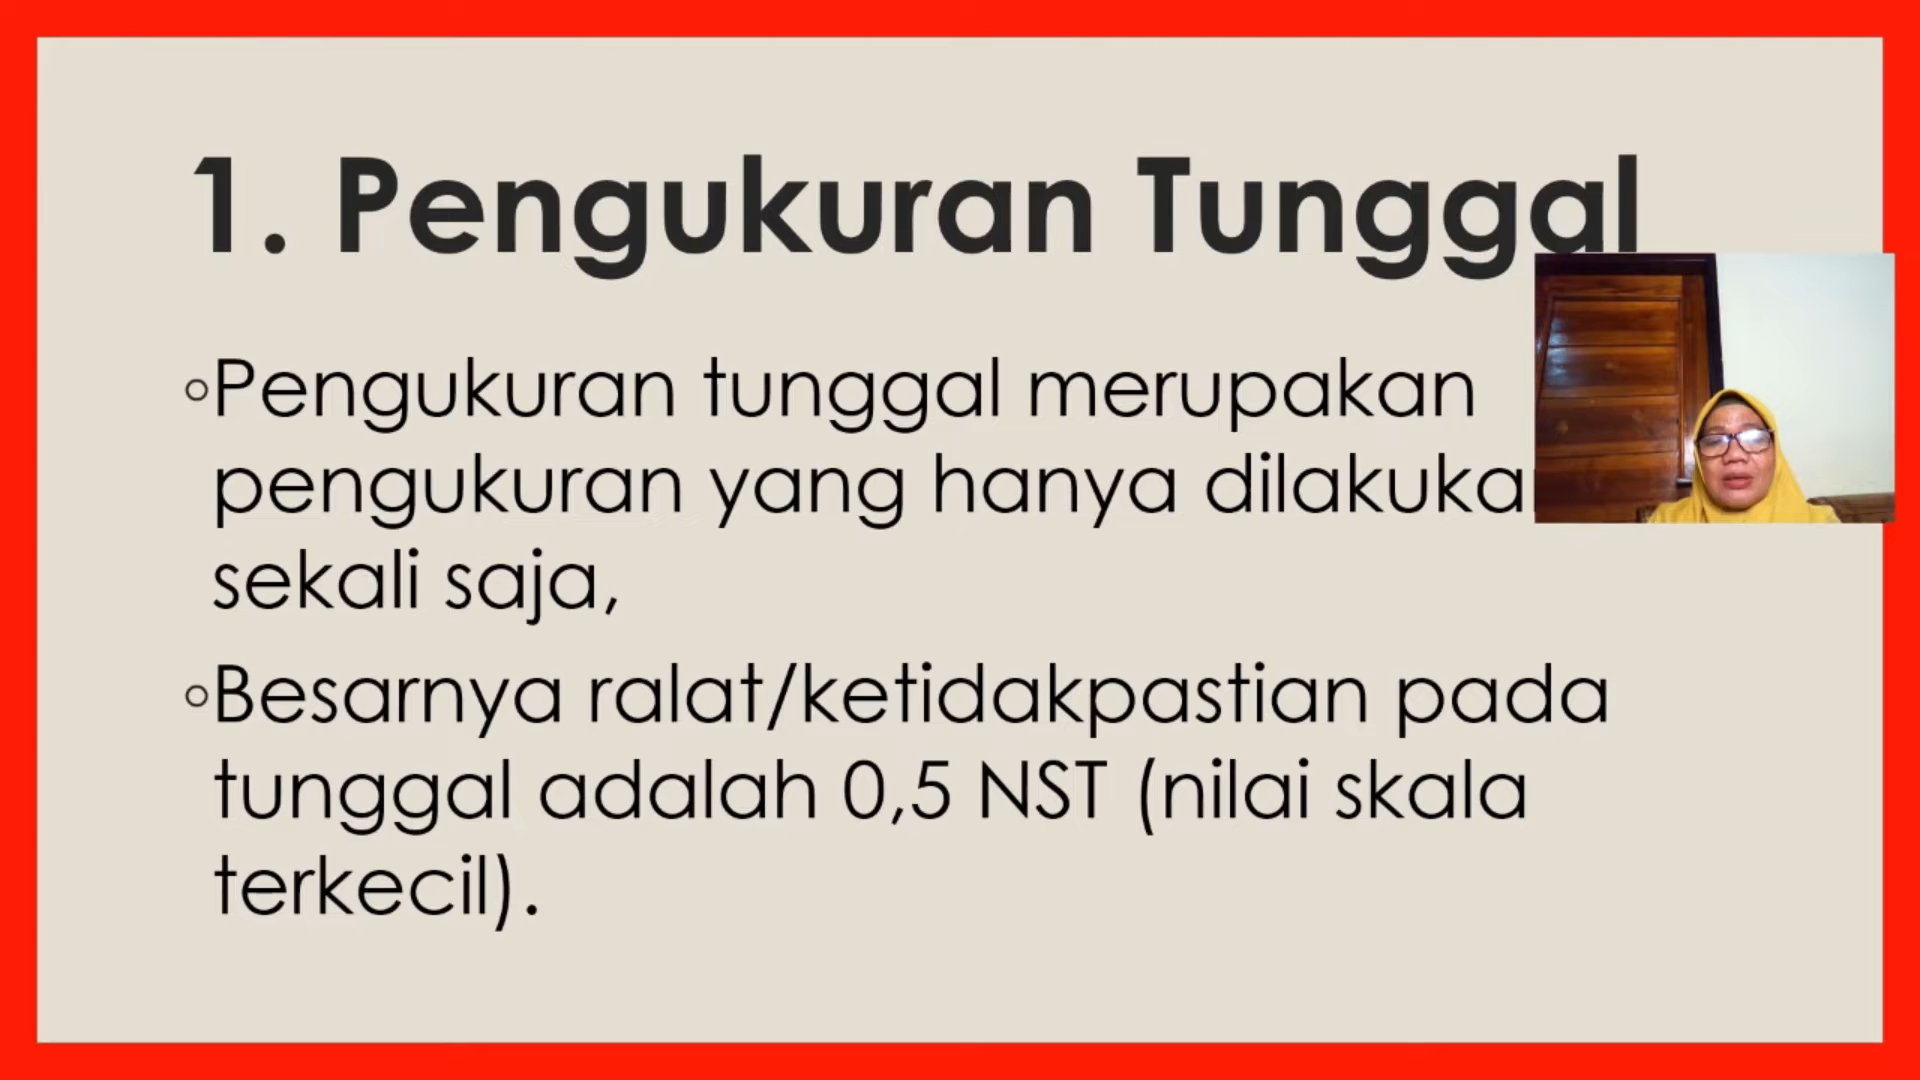 1. Pengukuran Tunggal
◦Pengukuran tunggal merupakan
pengukuran yang hanya
sekali saja,
◦Besarnya ralat/ketidakpastian pada
tunggal adalah 0,5 NST (nilai skala
terkecil).